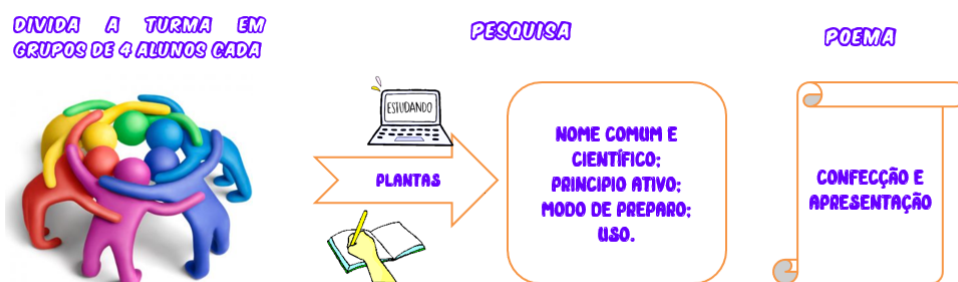 DIVIDA A TURMA EM
GRUPOS DE 4 ALUNOS CADA
PESQUISA
ESTUDANDO
PLANTAS
NOME COMUM E
CIENTÍFICO;
PRINCIPIO ATIVO;
MODO DE PREPARO;
USO.
POEMA
CONFECÇÃO E
APRESENTAÇÃO